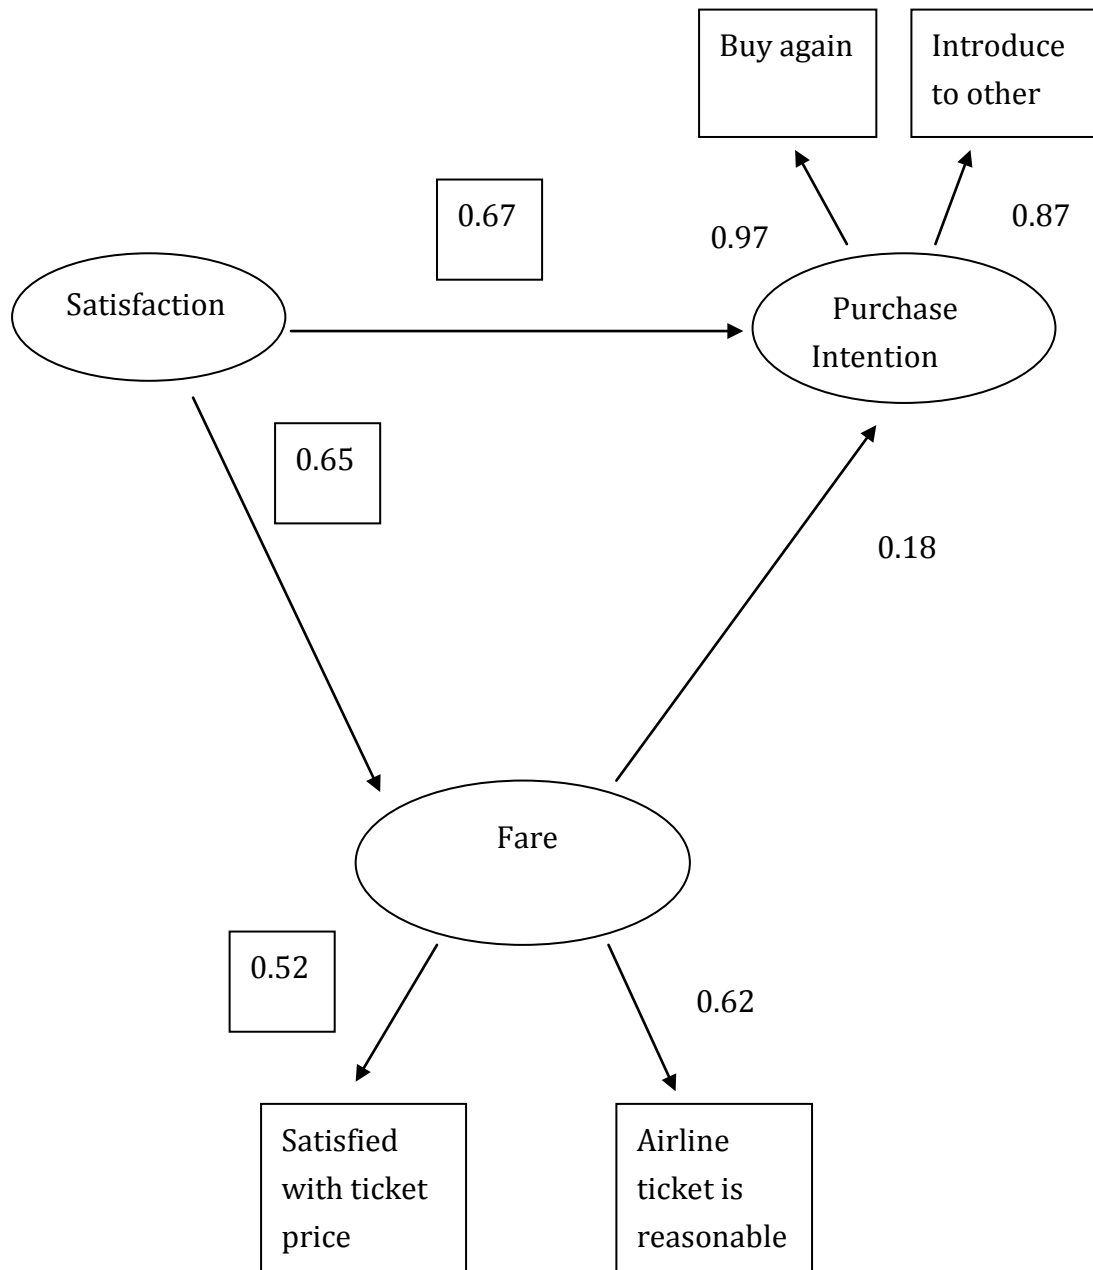 Buy again
Introduce
to other
0.67
0.97
0.87
Satisfaction
Purchase
Intention
0.65
0.18
Fare
0.52
0.62
Satisfied
with ticket
price
Airline
ticket is
reasonable